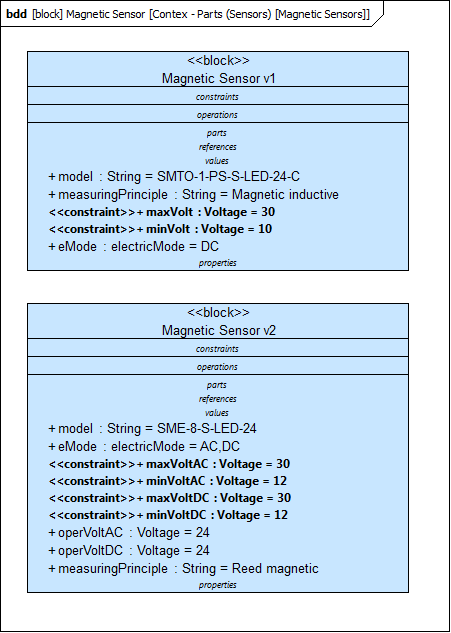 bdd [block] Magnetic Sensor [Contex - Parts (Sensors) [Magnetic Sensors]]
<<block>>
Magnetic Sensor v1
constraints
operations
parts
references
values
+ model : String = SMTO-1-PS-S-LED-24-C
+ measuringPrinciple : String = Magnetic inductive
<<constraint>>+ maxVolt : Voltage = 30
<<constraint>>+ minVolt : Voltage = 10
+ eMode : electricMode = DC
properties
<<block>>
Magnetic Sensor v2
constraints
operations
parts
references
values
+ model : String = SME-8-S-LED-24
+ eMode : electricMode = AC,DC
<<constraint>>+ maxVoltAC : Voltage = 30
<<constraint>>+ minVoltAC : Voltage = 12
<<constraint>>+ maxVoltDC : Voltage = 30
<<constraint>>+ minVoltDC : Voltage = 12
+ operVoltAC : Voltage = 24
+ operVoltDC : Voltage = 24
+ measuringPrinciple : String = Reed magnetic
properties